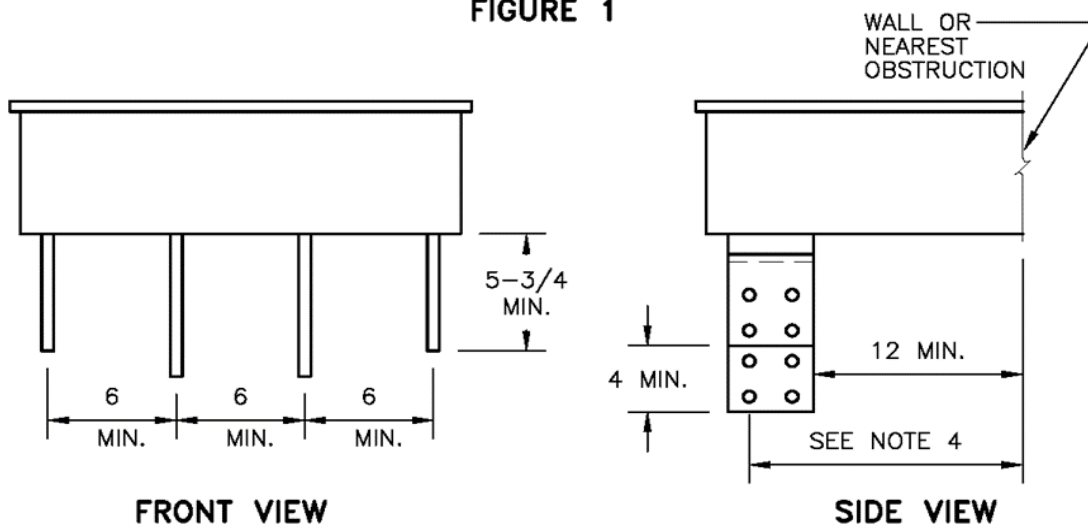 FIGURE 1
WALL OR
NEAREST
OBSTRUCTION
5-3/4
MIN.
6
MIN.
6
MIN.
6
MIN.
4 MIN.
12 MIN.
SEE NOTE 4
FRONT VIEW
SIDE VIEW